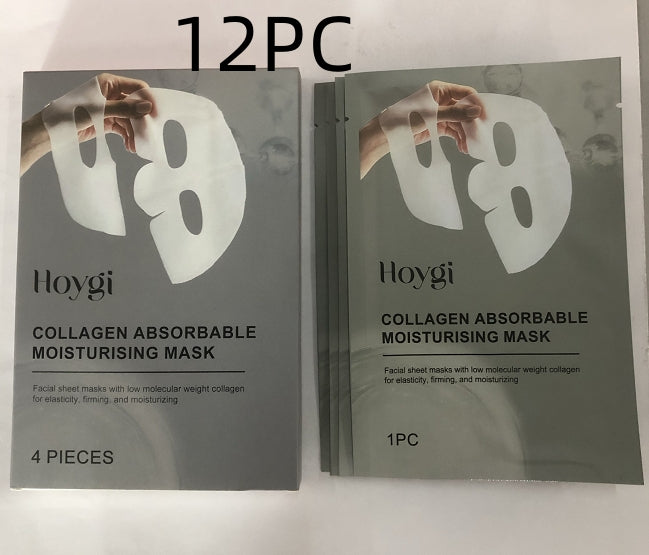 12PC
Hoygi
COLLAGEN ABSORBABLE
MOISTURISING MASK
Facial sheet masks with low molecular weight collagen
for elasticity, firming, and moisturizing
4 PIECES
Hoygi
COLLAGEN ABSORBABLE
MOISTURISING MASK
Facial sheet masks with low molecular weight collagen
for elasticity, firming, and moisturizing
1PC